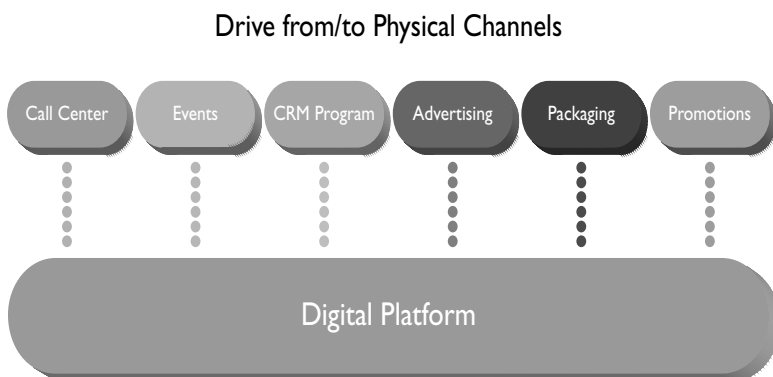 Drive from/to Physical Channels
Call Center
Events
CRM Program
Advertising
Packaging
Promotions
Digital Platform